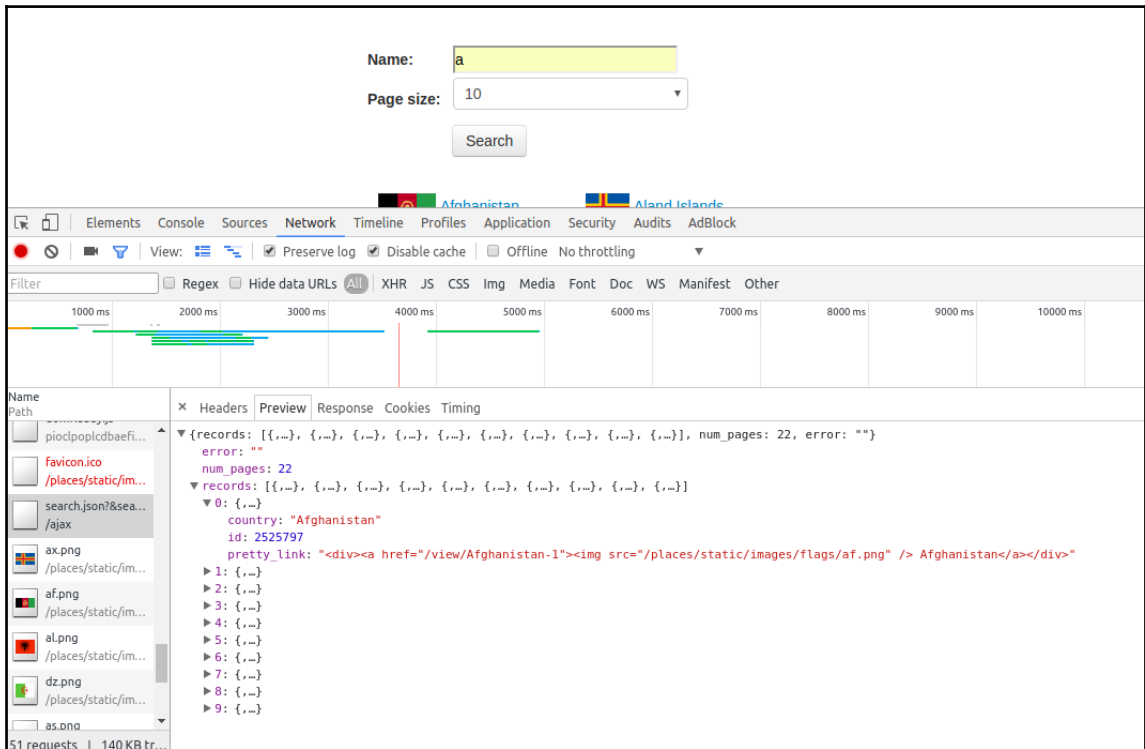 Name: a
Page size: 10
Search
Afghanistan Aland Islands
Elements Console Sources Network Timeline Profiles Application Security Audits AdBlock
View: Preserve log Disable cache Offline No throttling
Filter Regex Hide data URLs All XHR JS CSS Img Media Font Doc WS Manifest Other
1000 ms 2000 ms 3000 ms 4000 ms 5000 ms 6000 ms 7000 ms 8000 ms 9000 ms 10000 ms
Name
Path
× Headers Preview Response Cookies Timing
pioclpoplcdbaefi...
favicon.ico
/places/static/im...
search.json?&sea...
/ajax
ax.png
/places/static/im...
af.png
/places/static/im...
al.png
/places/static/im...
dz.png
/places/static/im...
as.png
51 requests | 140 KB tr...
▼{records: [{,…}, {,…}, {,…}, {,…}, {,…}, {,…}, {,…}, {,…}, {,…}, {,…}], num_pages: 22, error: ""}
error: ""
num_pages: 22
▼records: [{,…}, {,…}, {,…}, {,…}, {,…}, {,…}, {,…}, {,…}, {,…}, {,…}]
▼0: {,…}
country: "Afghanistan"
id: 2525797
pretty_link: "<div><a href="/view/Afghanistan-1"><img src="/places/static/images/flags/af.png" /> Afghanistan</a></div>"
▶1: {,…}
▶2: {,…}
▶3: {,…}
▶4: {,…}
▶5: {,…}
▶6: {,…}
▶7: {,…}
▶8: {,…}
▶9: {,…}